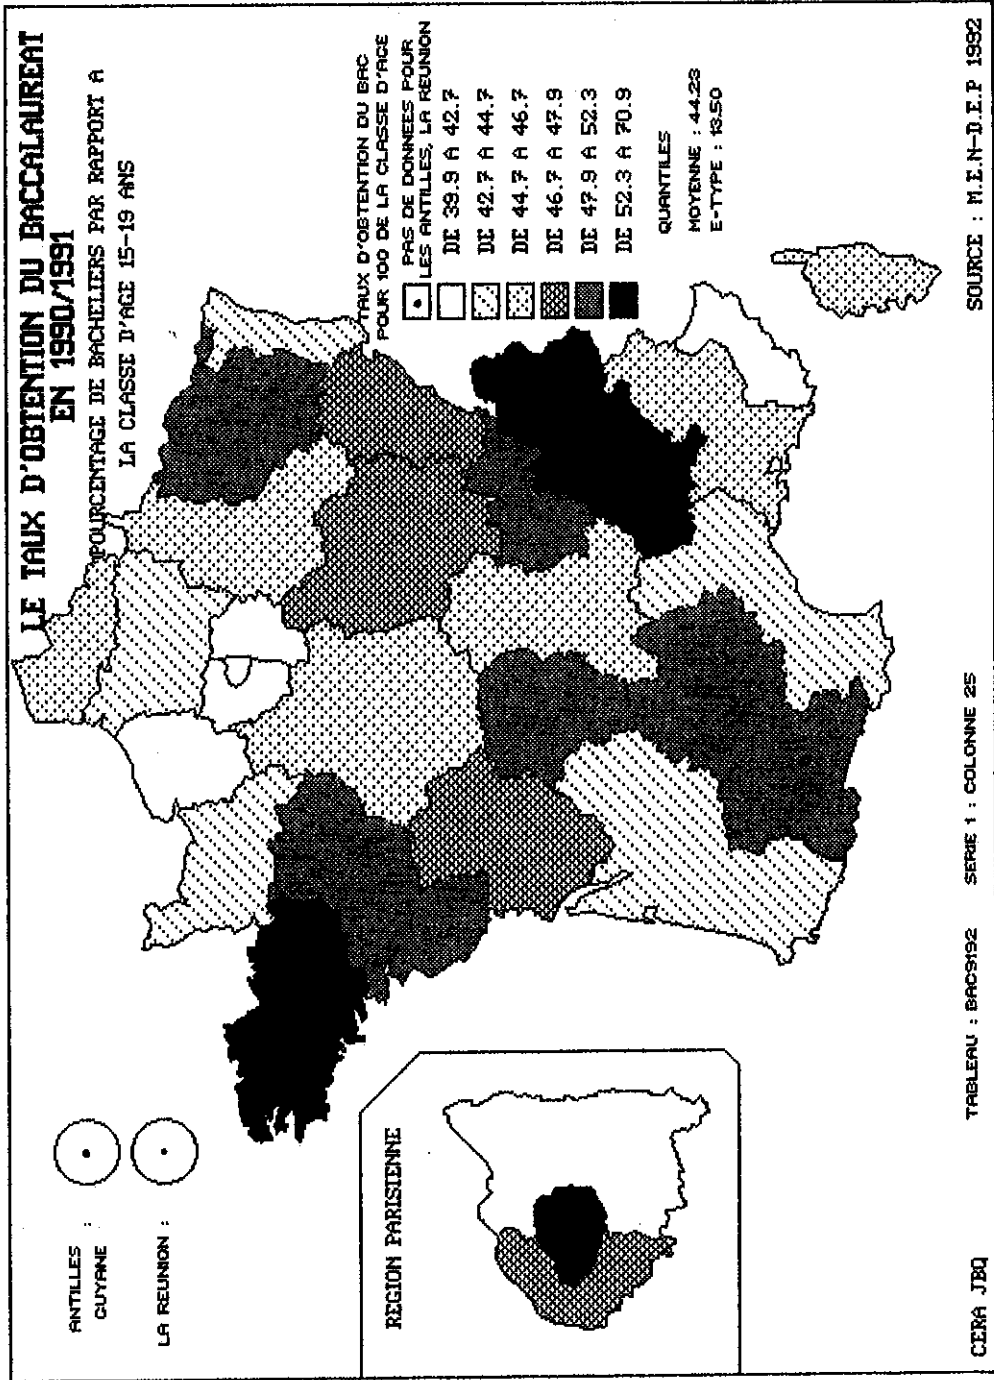 LE TAUX D'OBTENTION DU BACCALAUREAT
EN 1990/1991
POURCENTAGE DE BACHELIERS PAR RAPPORT A
LA CLASSE D'AGE 15-19 ANS
ANTILLES :
GUYANE
LA REUNION :
TAUX D'OBTENTION DU BAC
POUR 100 DE LA CLASSE D'AGE
PAS DE DONNEES POUR
LES ANTILLES, LA REUNION
DE 39.9 A 42.7
DE 42.7 A 44.7
DE 44.7 A 46.7
DE 46.7 A 47.9
DE 47.9 A 52.3
DE 52.3 A 70.9
QUANTILES
MOYENNE : 44.23
E-TYPE : 13.50
REGION PARISIENNE
CERA JBQ
TABLEAU : BAC9192 SERIE 1 : COLONNE 25
SOURCE : M.E.N-D.E.P 1992